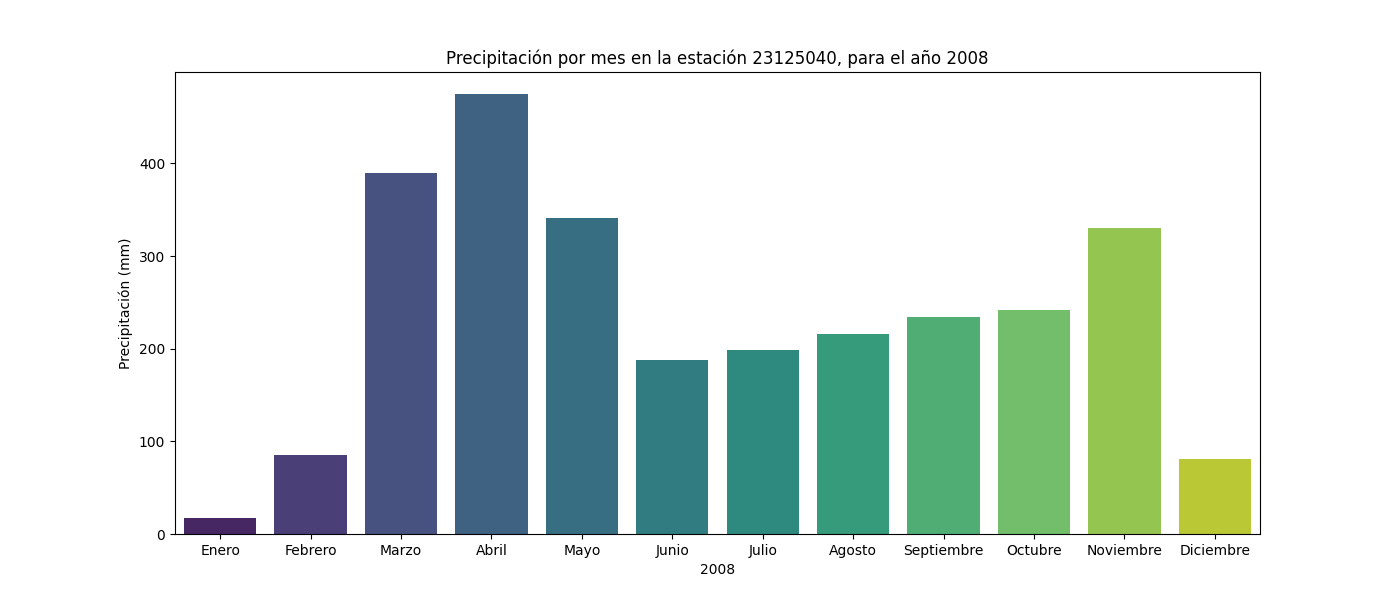 Precipitación por mes en la estación 23125040, para el año 2008
Precipitación (mm)
400
300
200
100
0
Enero Febrero Marzo Abril Mayo Junio Julio Agosto Septiembre Octubre Noviembre Diciembre
2008